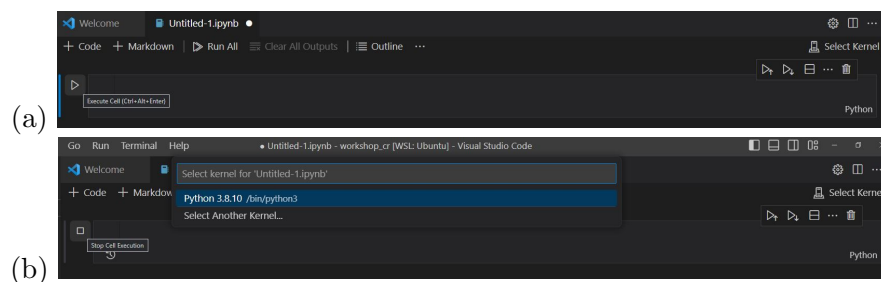 Welcome Untitled-1.ipynb
+ Code + Markdown | Run All Clear All Outputs | Outline ··· Select Kernel
Execute Cell (Ctrl+Alt+Enter)
Python
(a)
Go Run Terminal Help ● Untitled-1.ipynb - workshop_cr [WSL: Ubuntu] - Visual Studio Code
Welcome Select kernel for 'Untitled-1.ipynb'
+ Code + Markdow Python 3.8.10 /bin/python3 Select Kerne
Select Another Kernel...
Stop Cell Execution
Python
(b)